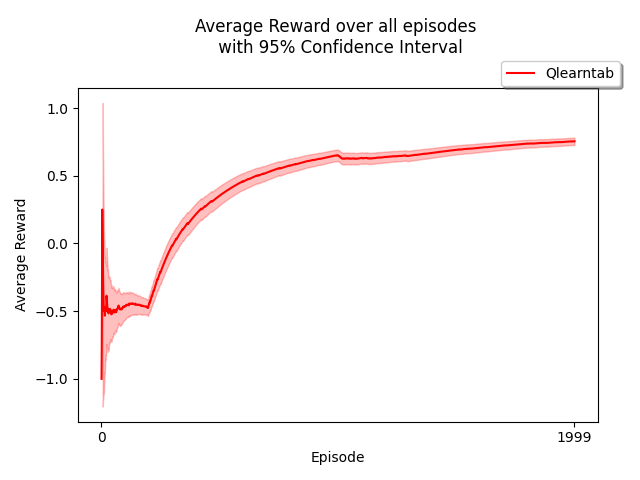 Average Reward over all episodes
with 95% Confidence Interval
Qlearntab
1.0
0.5
0.0
−0.5
−1.0
Average Reward
0
1999
Episode